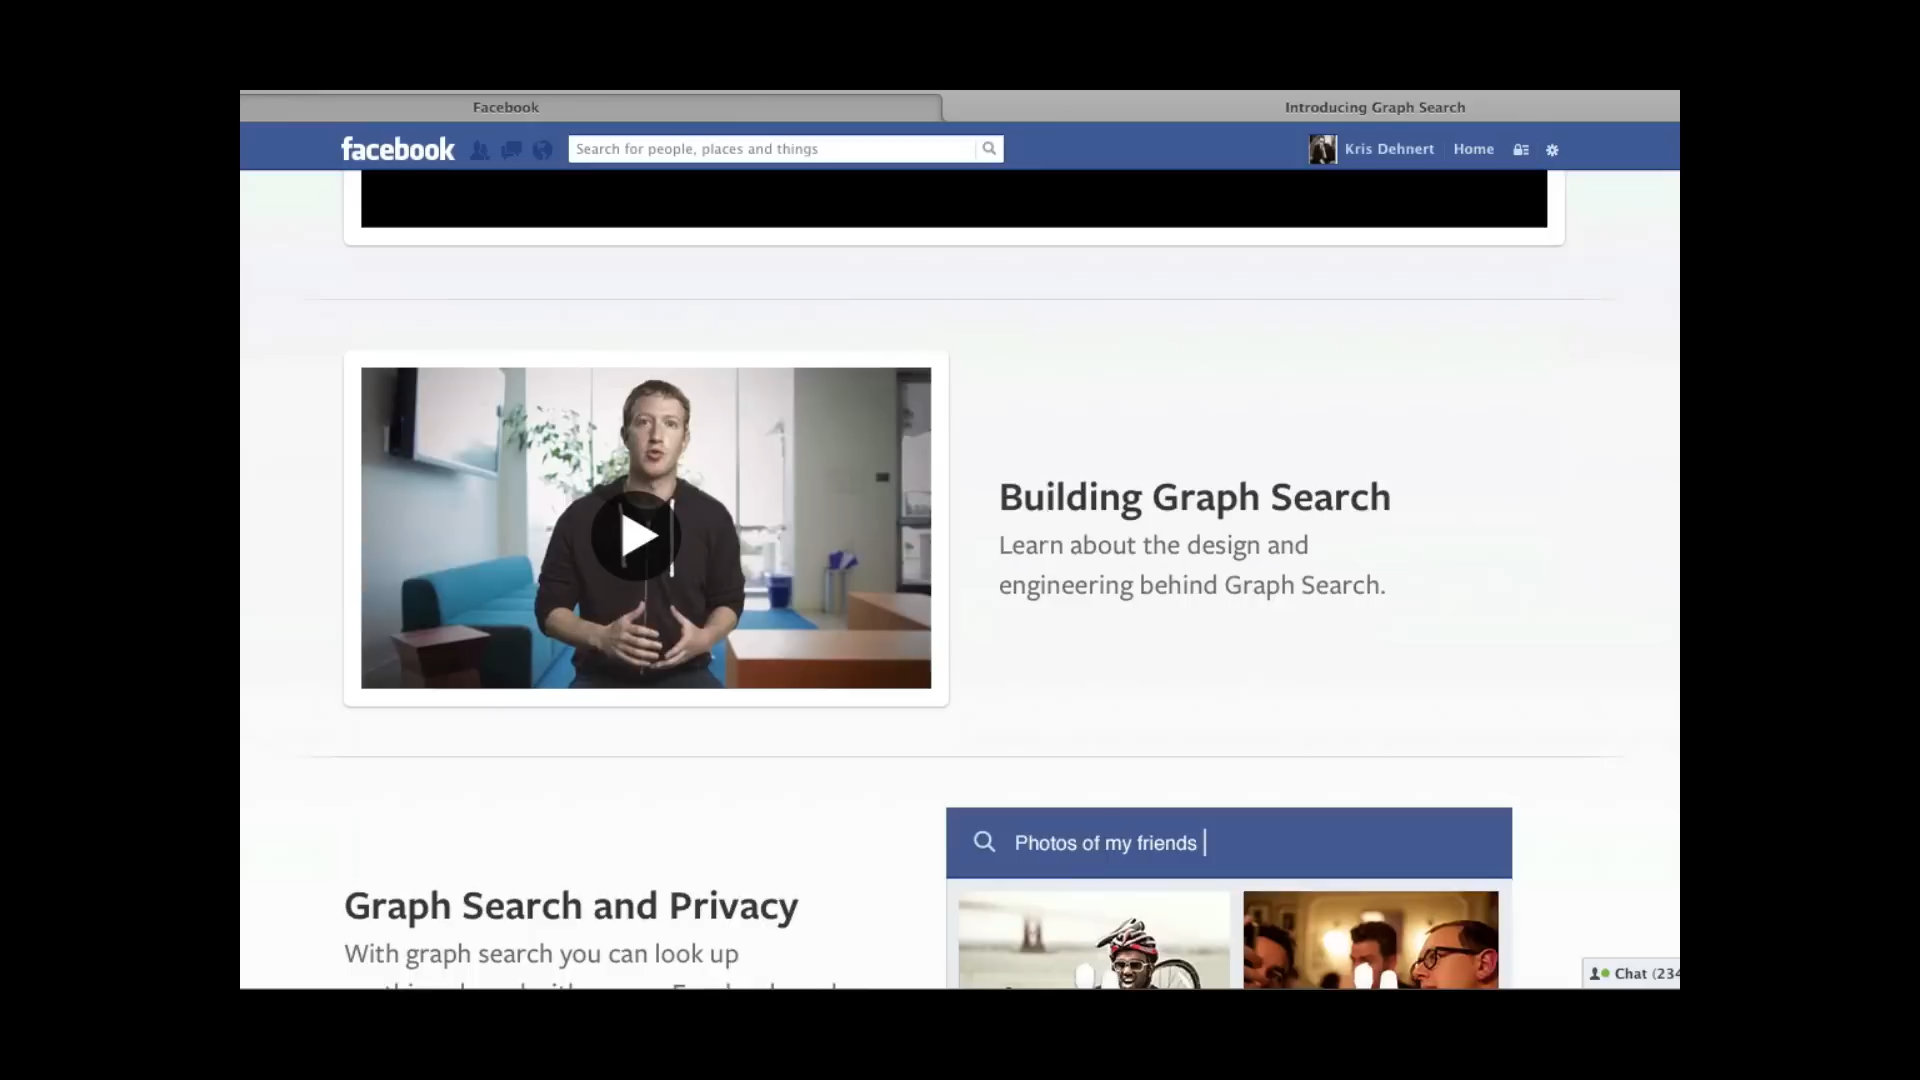 Facebook
Introducing Graph Search
facebook
Search for people, places and things
Kris Dehnert
Home
Building Graph Search
Learn about the design and
engineering behind Graph Search.
Photos of my friends
Graph Search and Privacy
With graph search you can look up
Chat (234